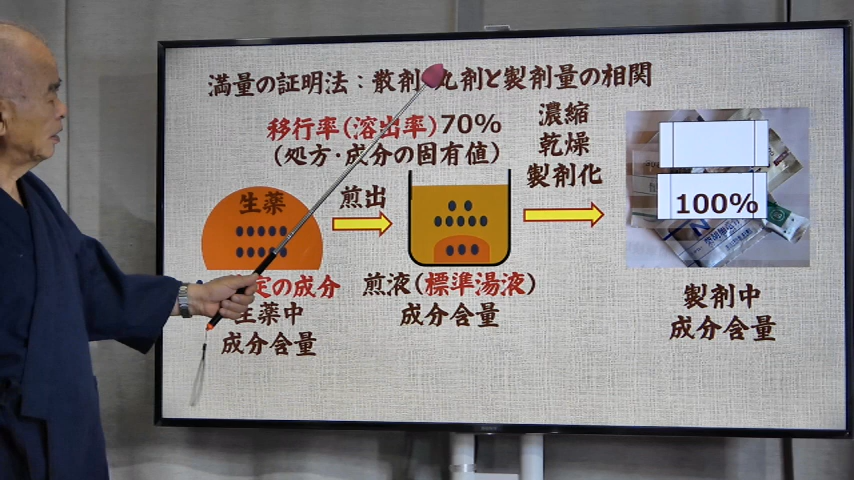 満量の証明法:散剤 丸剤と製剤量の相関
移行率(溶出率)70%
(処方・成分の固有値)
濃縮
乾燥
製剤化
生薬
煎出
100%
定の成分
生薬中
成分含量
煎液(標準湯液)
成分含量
製剤中
成分含量